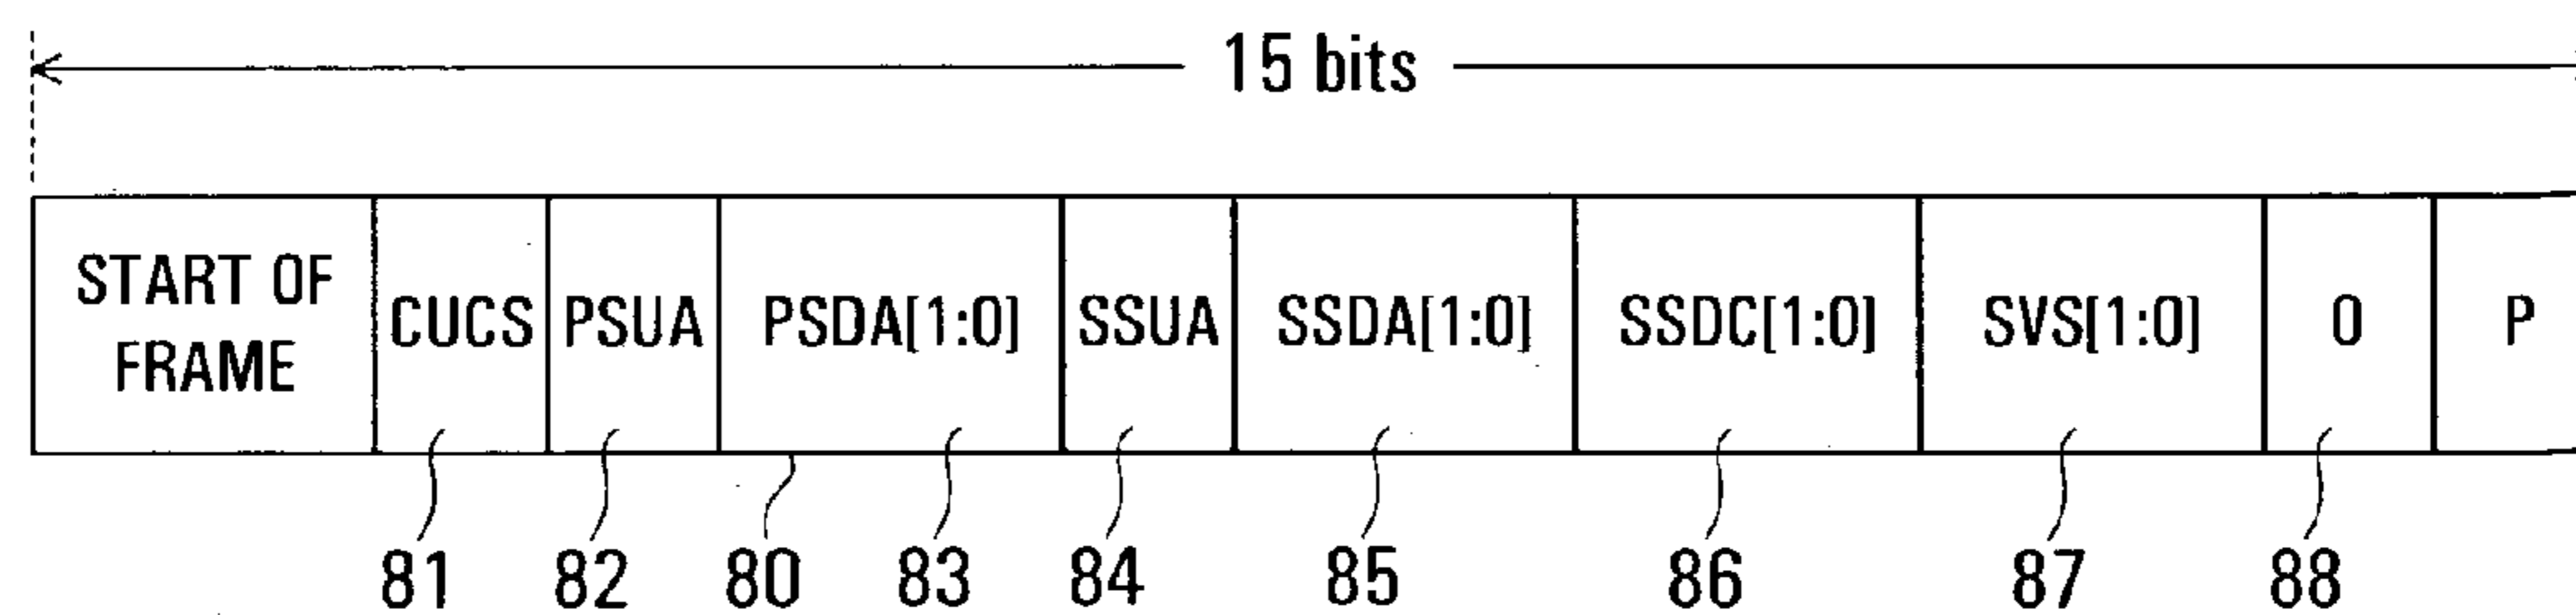 15 bits
START OF
FRAME
CUCS
PSUA
PSDA[1:0]
SSUA
SSDA[1:0]
SSDC[1:0]
SVS[1:0]
0
P
81
82
80
83
84
85
86
87
88